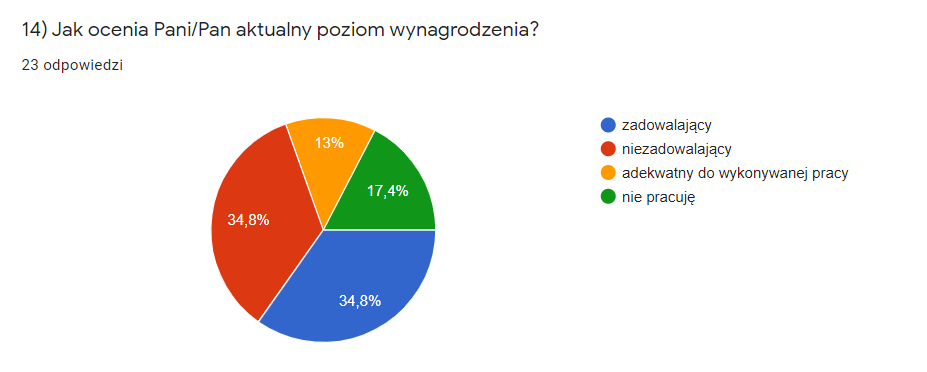 14) Jak ocenia Pani/Pan aktualny poziom wynagrodzenia?
23 odpowiedzi
zadowalający
niezadowalający
adekwatny do wykonywanej pracy
nie pracuję
13%
17,4%
34,8%
34,8%